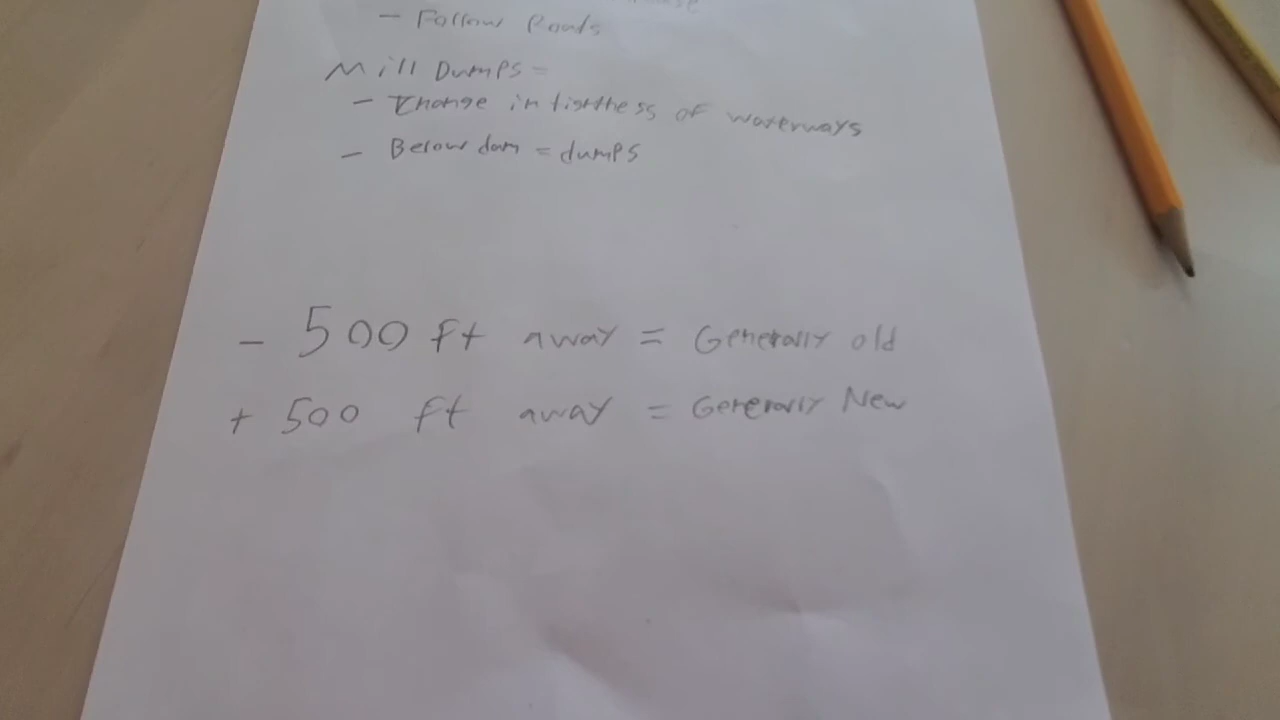 - Follow Roads
Mill Dumps =
- Change in tightness of waterways
- Below dam = dumps
- 500 ft away = Generally old
+ 500 ft away = Generally New